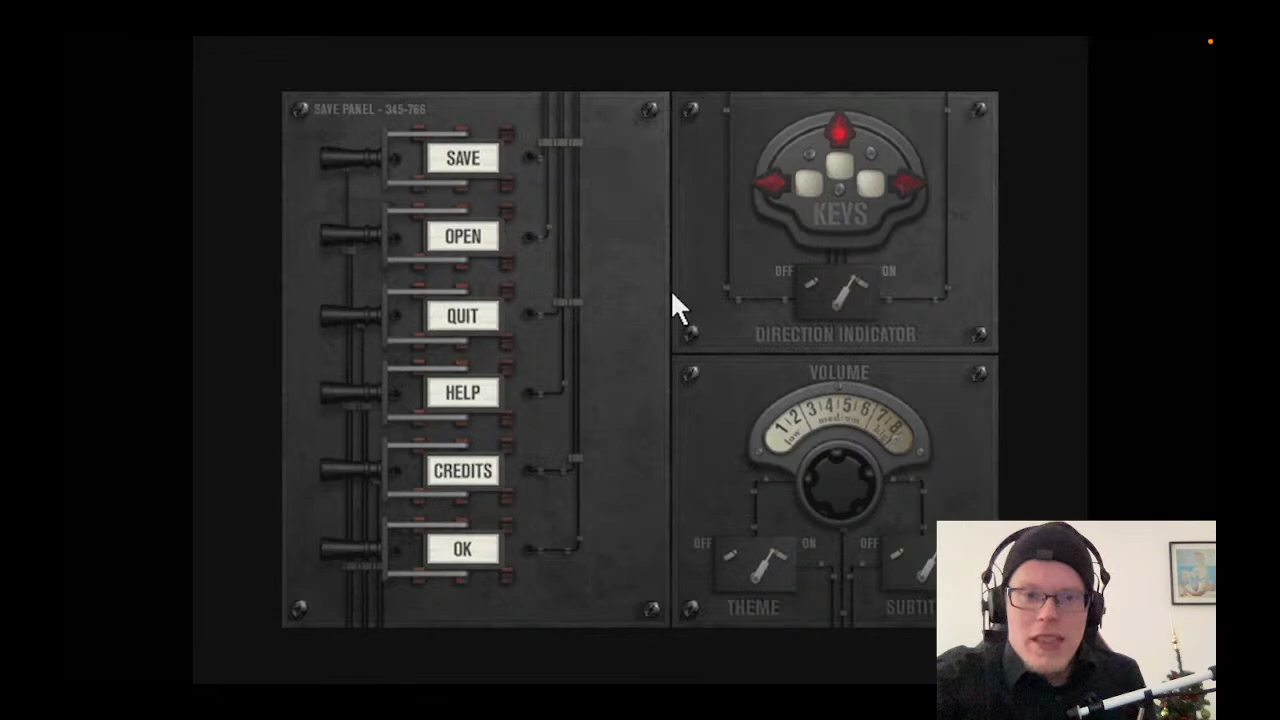 SAVE PANEL - 345-766
SAVE
OPEN
QUIT
HELP
CREDITS
OK
KEYS
OFF
ON
DIRECTION INDICATOR
VOLUME
1 2 3 4 5 6 7 8
low
medium
OFF
ON
THEME
OFF
SUBTIT